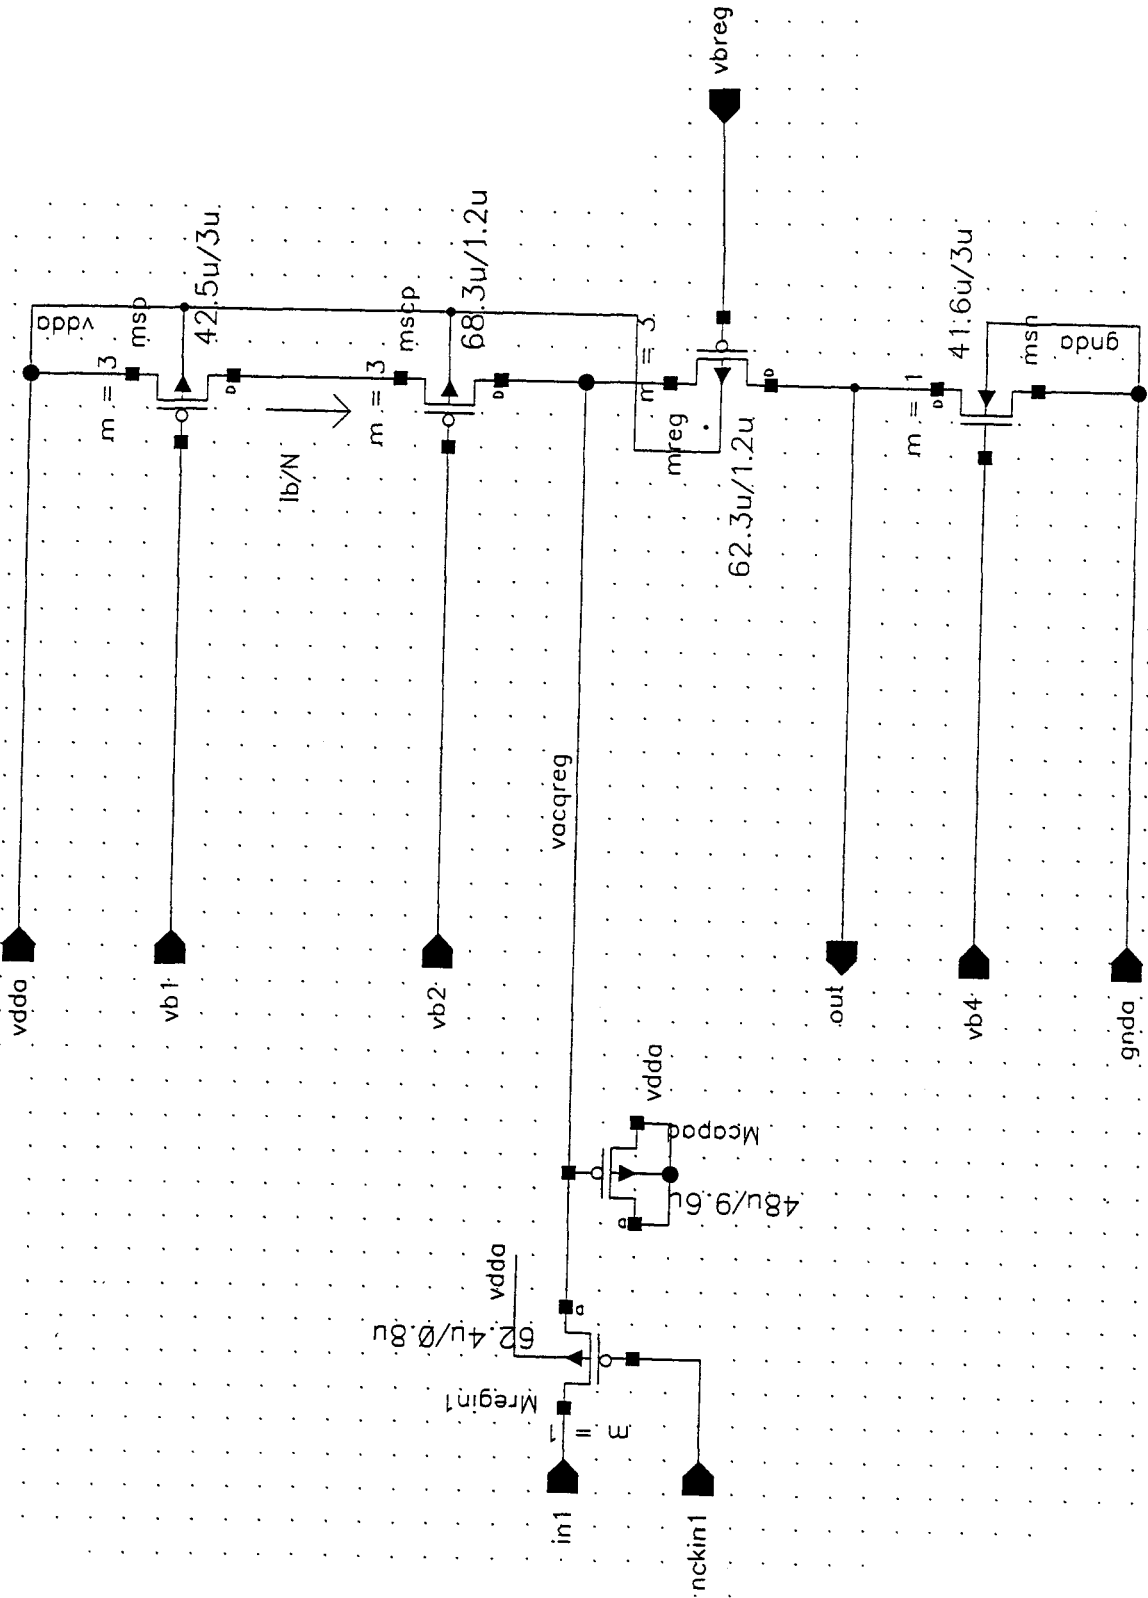 vbreg
vdda
msp
42.5u/3u
m = 3
mscp
68.3u/1.2u
m = 3
Ib/N
m = 3
mreg
62.3u/1.2u
41.6u/3u
msn
gnda
m = 1
D
D
D
D
vacqreg
vdda
vb1
vb2
out
vb4
gnda
vdda
Mcapac
48u/9.6u
D
vdda
62.4u/0.8u
D
Mregin1
m = 1
in1
nckin1